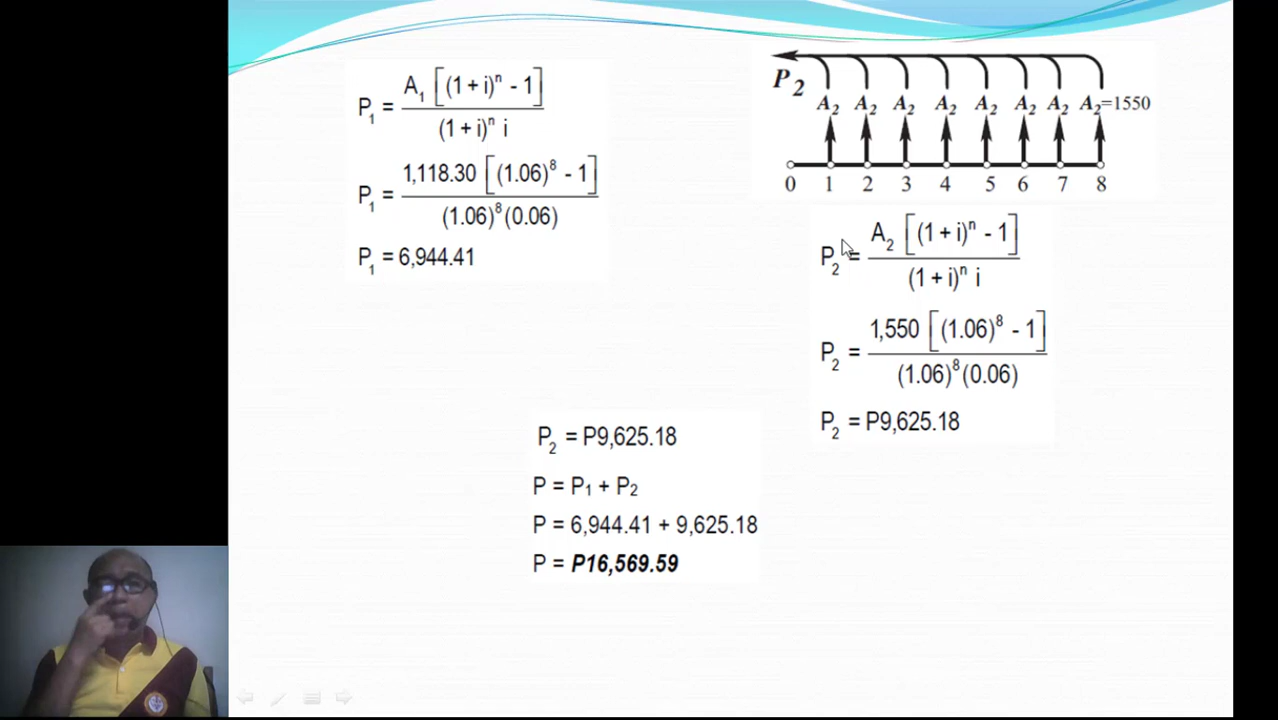 P₁ = A₁ [(1 + i)ⁿ - 1] / (1 + i)ⁿ i
P₁ = 1,118.30 [(1.06)⁸ - 1] / (1.06)⁸ (0.06)
P₁ = 6,944.41
P₂
A₂ A₂ A₂ A₂ A₂ A₂ A₂ A₂=1550
0 1 2 3 4 5 6 7 8
P₂ = A₂ [(1 + i)ⁿ - 1] / (1 + i)ⁿ i
P₂ = 1,550 [(1.06)⁸ - 1] / (1.06)⁸ (0.06)
P₂ = P9,625.18
P₂ = P9,625.18
P = P₁ + P₂
P = 6,944.41 + 9,625.18
P = P16,569.59